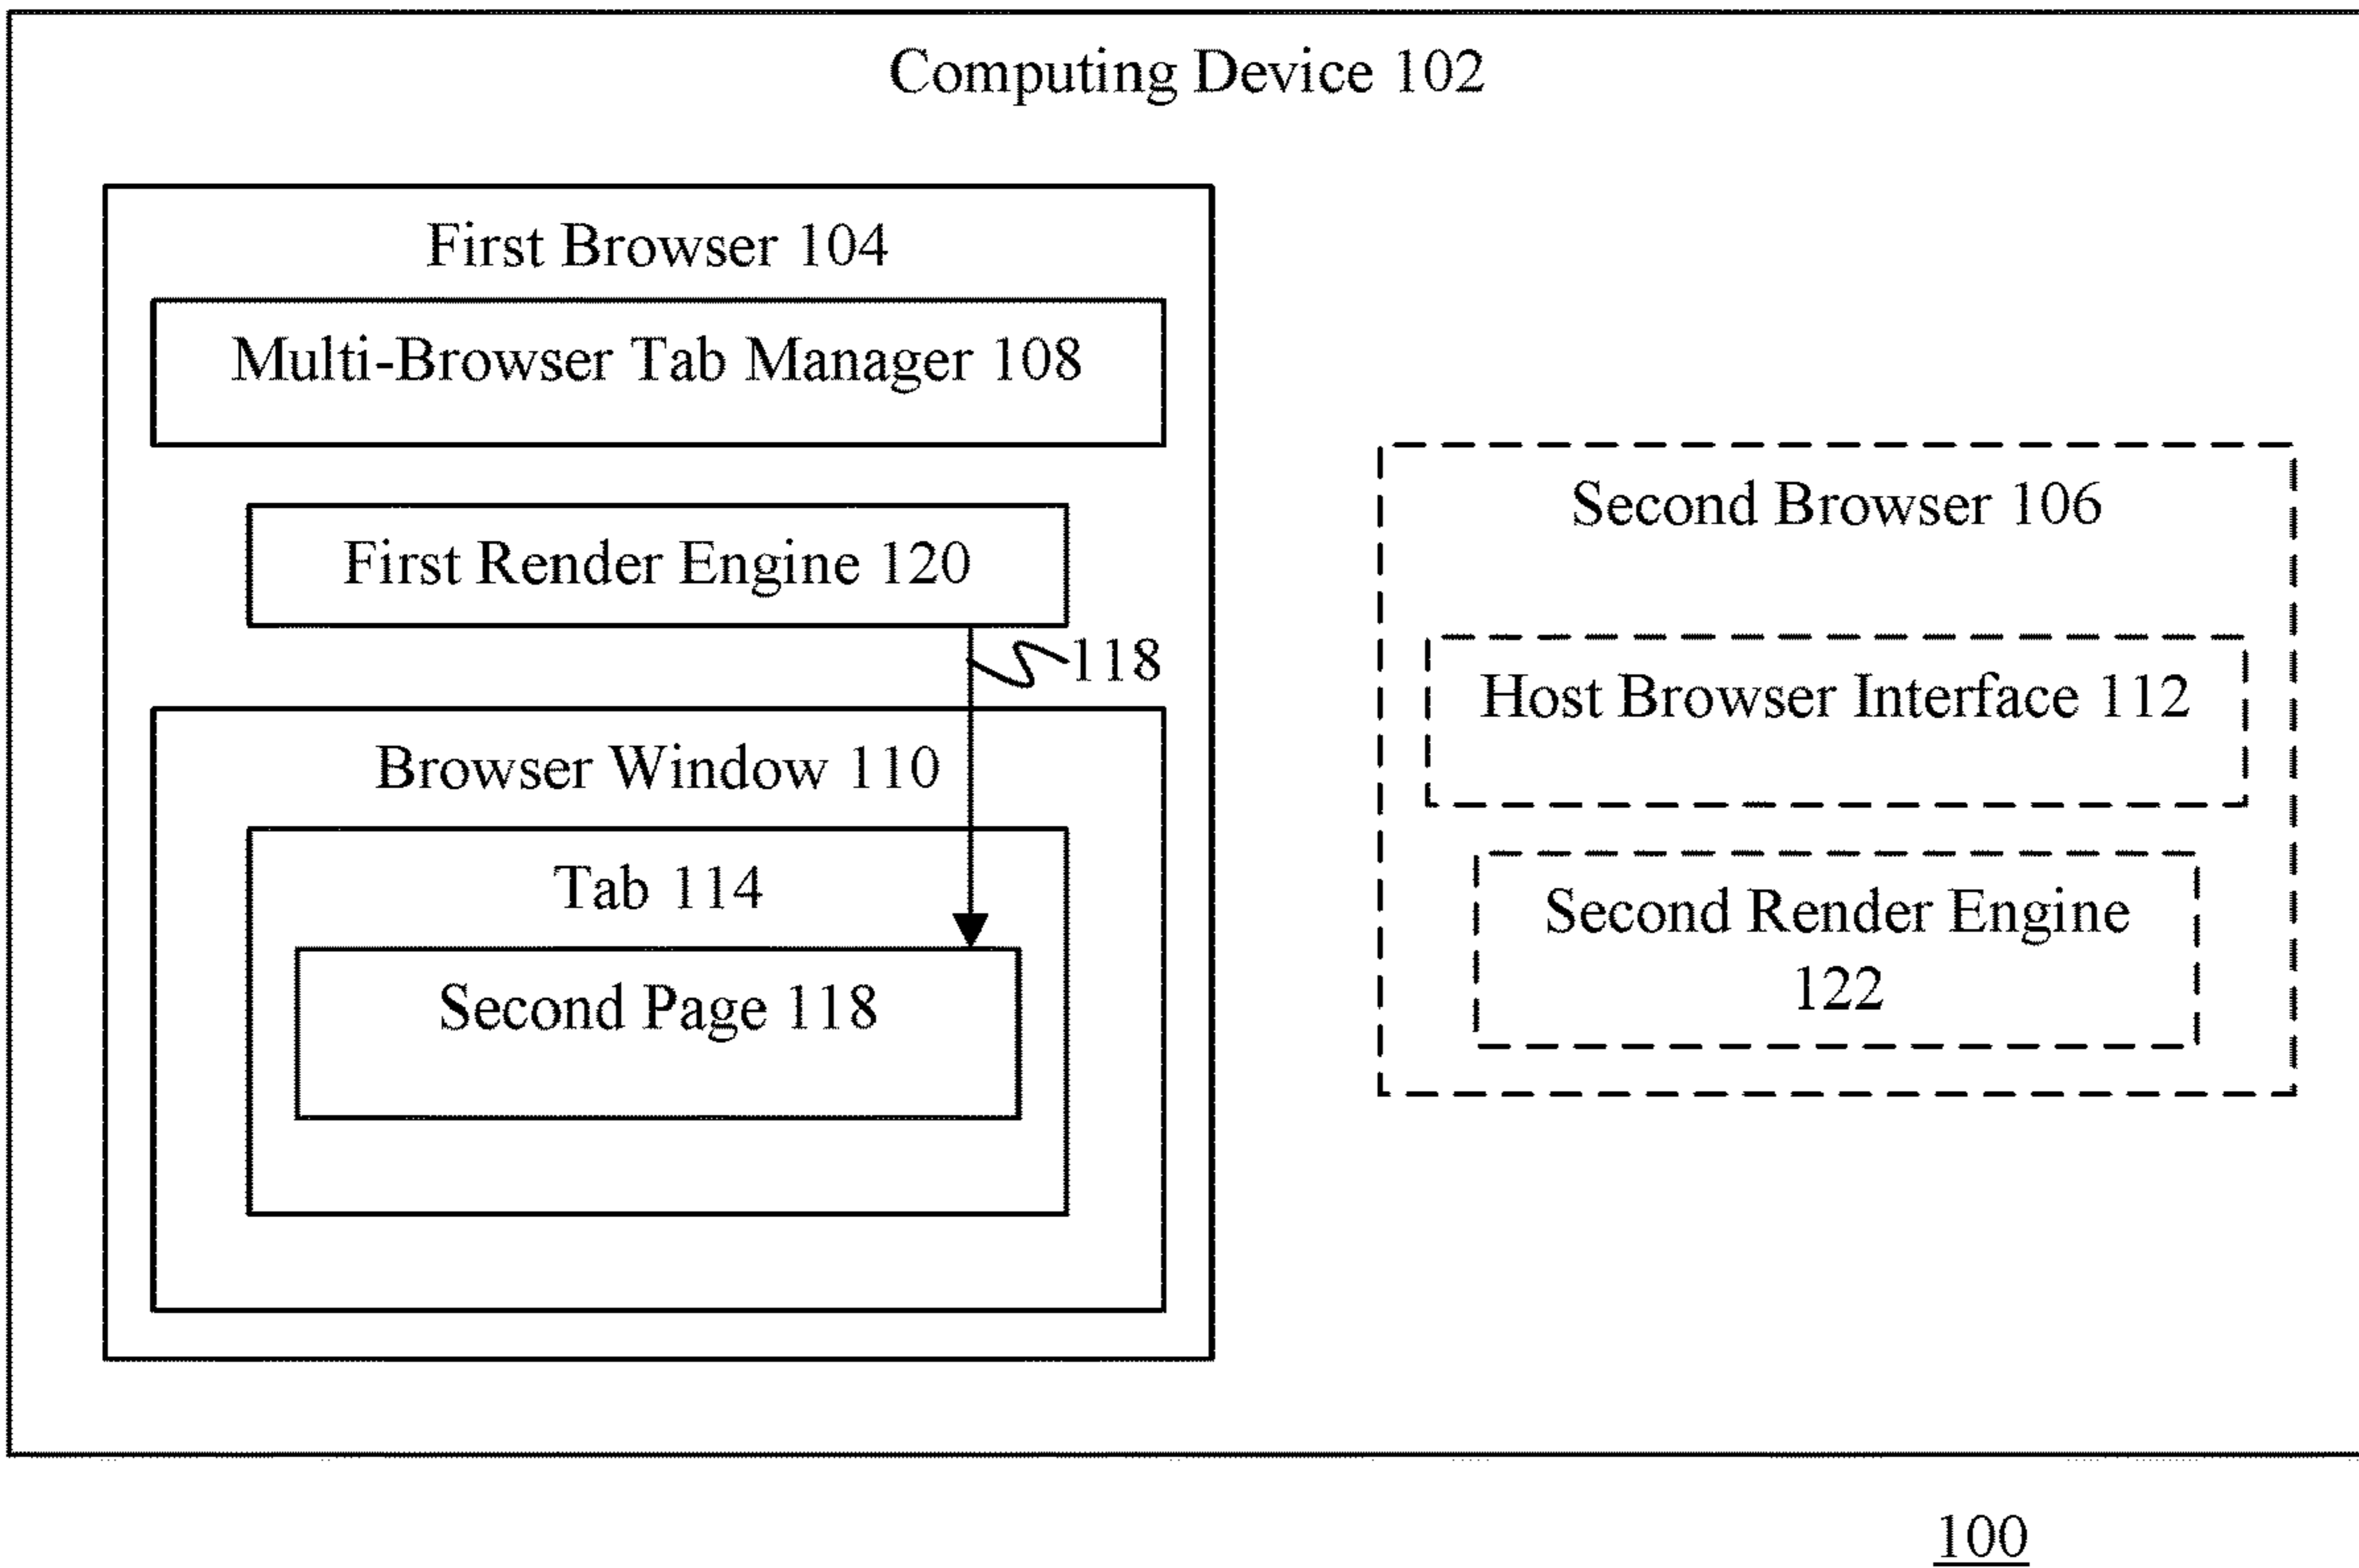 Computing Device 102
First Browser 104
Multi-Browser Tab Manager 108
First Render Engine 120
118
Browser Window 110
Tab 114
Second Page 118
Second Browser 106
Host Browser Interface 112
Second Render Engine
122
100